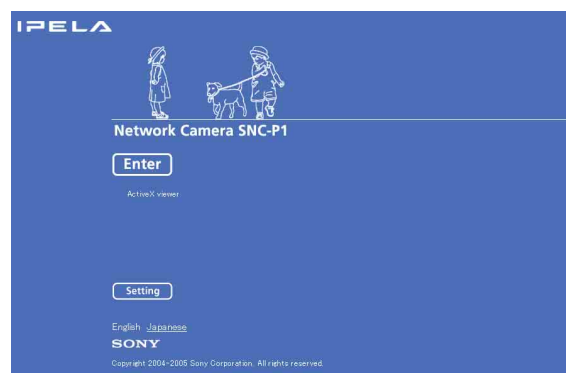 IPELA
Network Camera SNC-P1
Enter
ActiveX viewer
Setting
English Japanese
SONY
Copyright 2004-2005 Sony Corporation. All rights reserved.